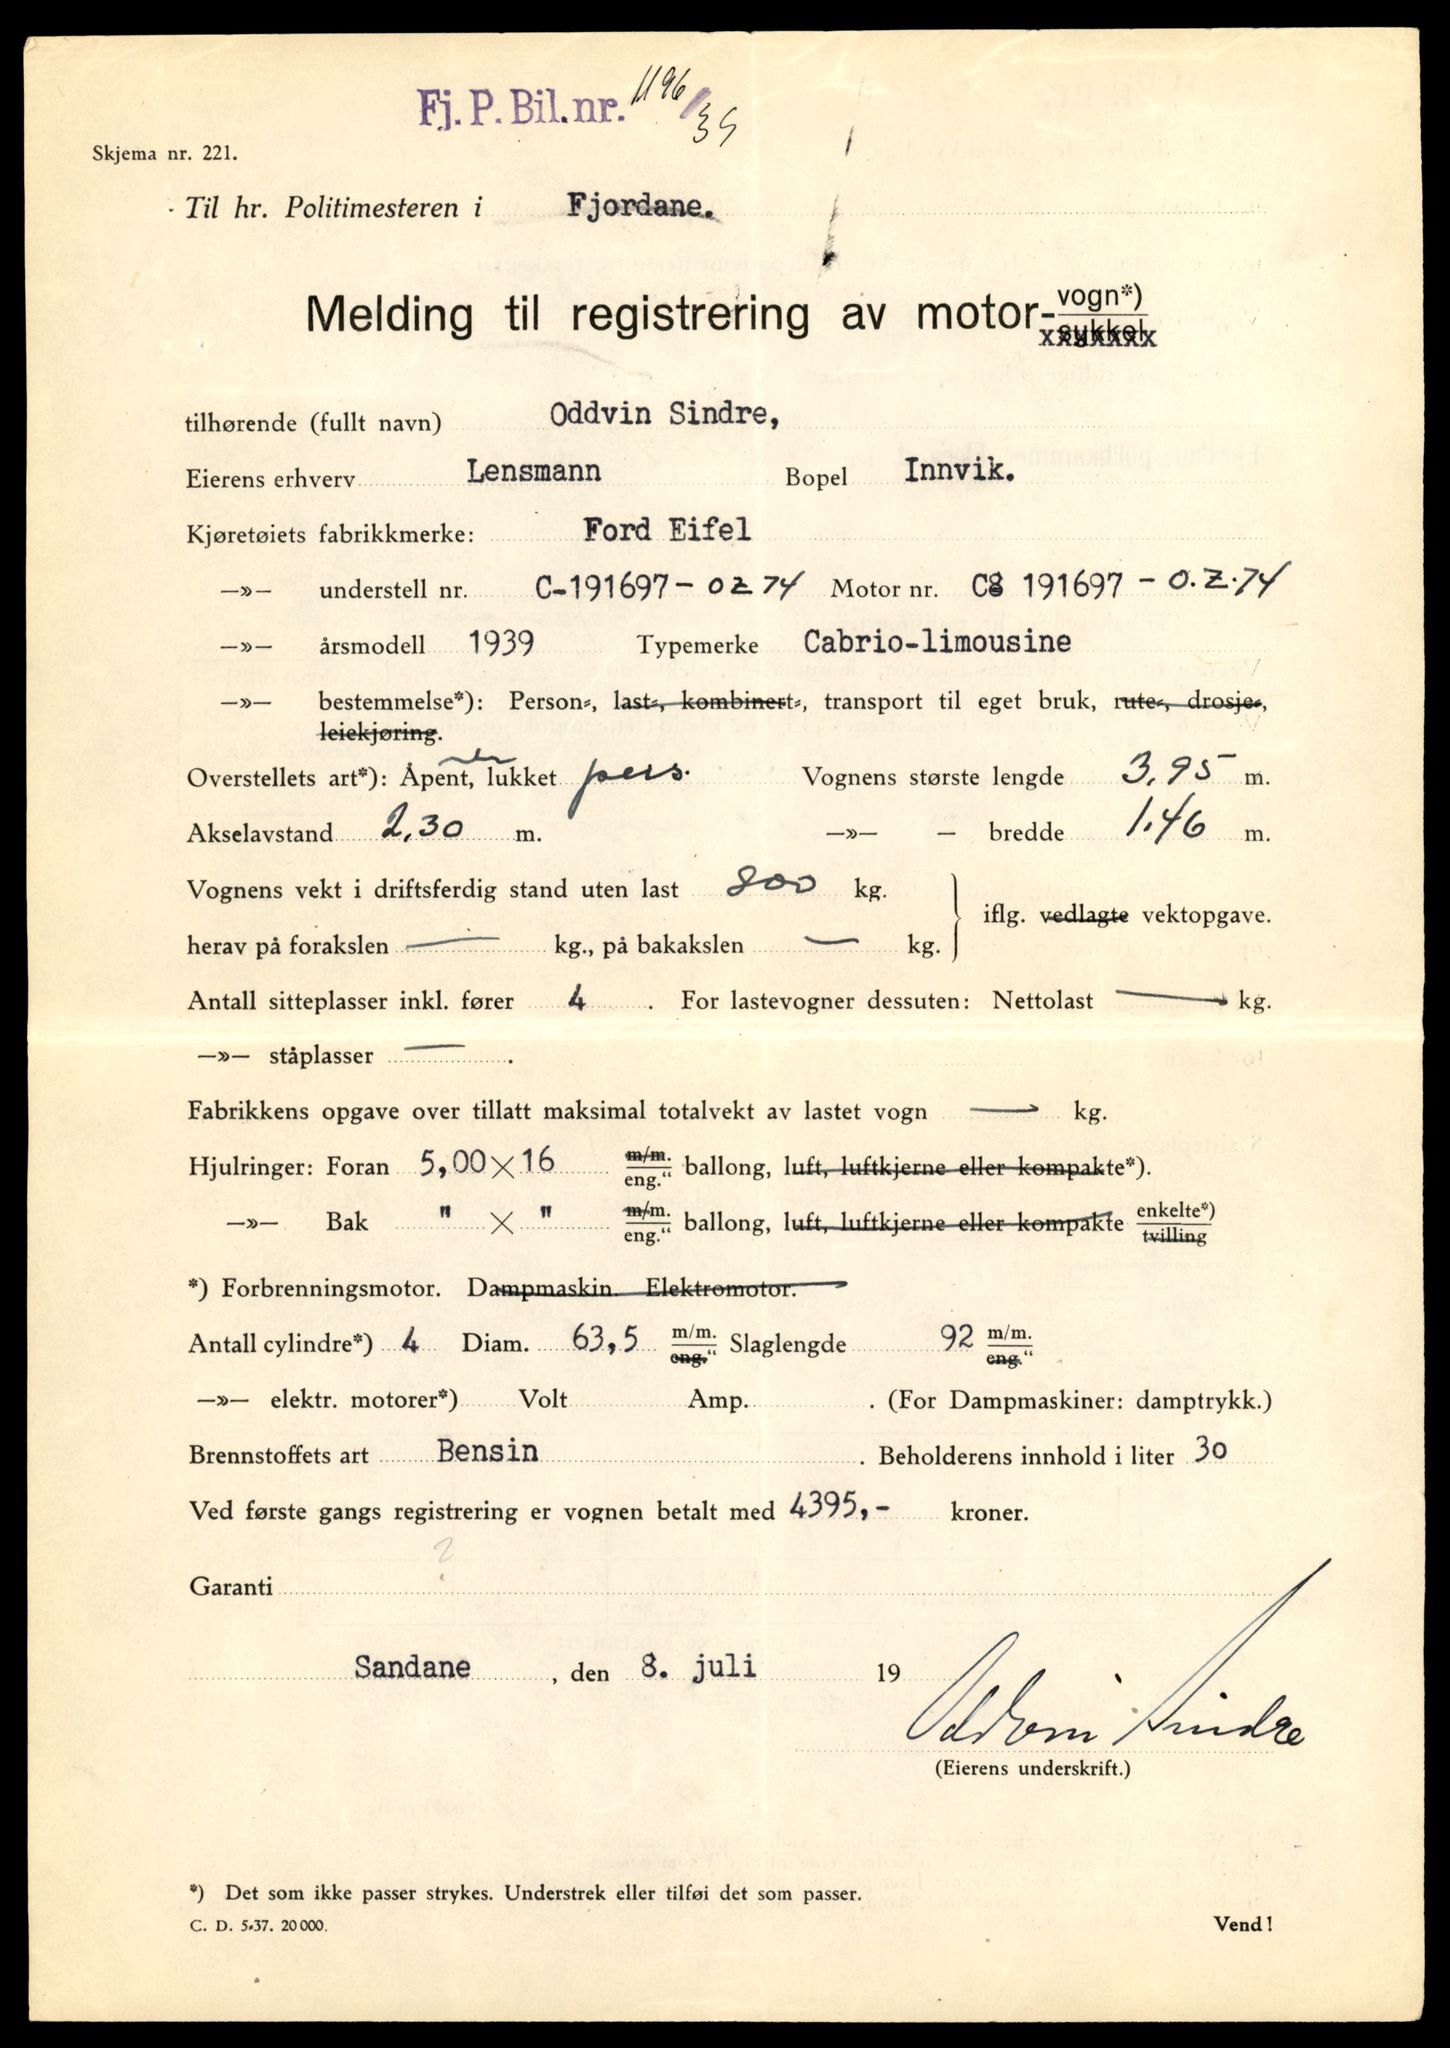 Fj. P. Bil.nr. 1196/39
Skjema nr. 221.
Til hr. Politimesteren i Fjordane.
Melding til registrering av motor-vogn*)
sykkel
tilhørende (fullt navn) Oddvin Sindre,
Eierens erhverv Lensmann Bopel Innvik.
Kjøretøiets fabrikkmerke: Ford Eifel
—»— understell nr. C-191697 - OZ 74 Motor nr. C8 191697 - O.Z.74
—»— årsmodell 1939 Typemerke Cabrio-limousine
—»— bestemmelse*): Person-, last-, kombinert-, transport til eget bruk, rute-, drosje-,
leiekjøring.
Overstellets art*): Åpent, lukket pers. Vognens største lengde 3,95 m.
Akselavstand 2,30 m. —»— — bredde 1.46 m.
Vognens vekt i driftsferdig stand uten last 800 kg.
iflg. vedlagte vektopgave.
herav på forakslen — kg., på bakakslen — kg.
Antall sitteplasser inkl. fører 4 . For lastevogner dessuten: Nettolast — kg.
—»— ståplasser — .
Fabrikkens opgave over tillatt maksimal totalvekt av lastet vogn — kg.
Hjulringer: Foran 5,00 × 16 m/m. eng.“ ballong, luft, luftkjerne eller kompakte*).
—»— Bak " × " m/m. eng.“ ballong, luft, luftkjerne eller kompakte enkelte*) tvilling
*) Forbrenningsmotor. Dampmaskin. Elektromotor.
Antall cylindre*) 4 Diam. 63,5 m/m. eng.“ Slaglengde 92 m/m. eng.“
—»— elektr. motorer*) Volt Amp. . (For Dampmaskiner: damptrykk.)
Brennstoffets art Bensin . Beholderens innhold i liter 30
Ved første gangs registrering er vognen betalt med 4395,- kroner.
Garanti ?
Sandane , den 8. juli 19
Oddvin Sindre
(Eierens underskrift.)
*) Det som ikke passer strykes. Understrek eller tilføi det som passer.
C. D. 5-37. 20 000. Vend!